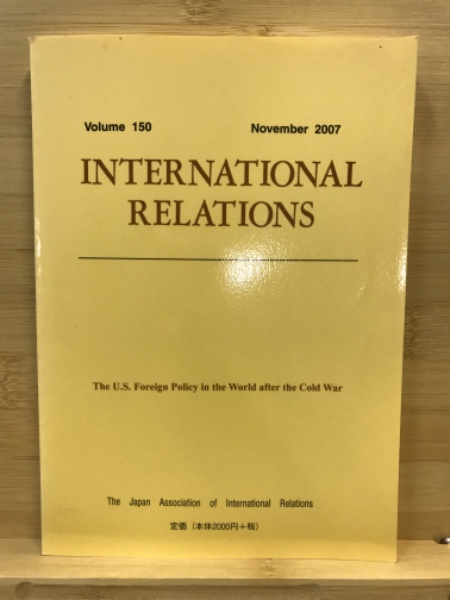 Volume 150 November 2007
INTERNATIONAL
RELATIONS
The U.S. Foreign Policy in the World after the Cold War
The Japan Association of International Relations
定価（本体2000円＋税）